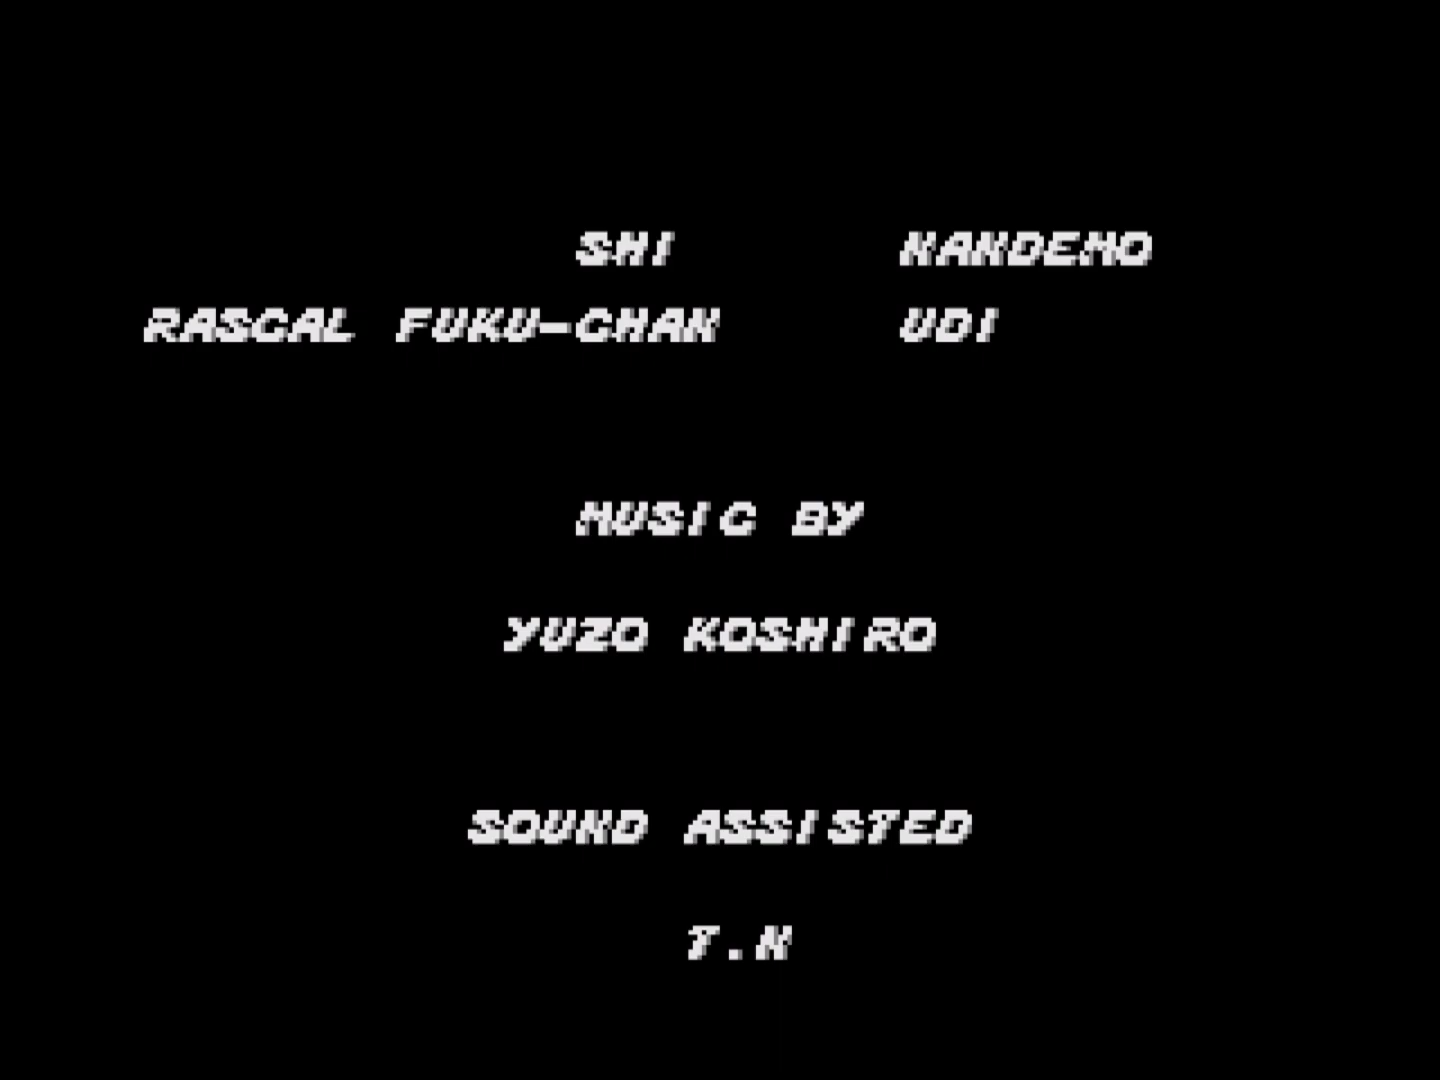 SHI NANDEMO
RASCAL FUKU-CHAN UDI
MUSIC BY
YUZO KOSHIRO
SOUND ASSISTED
T.N